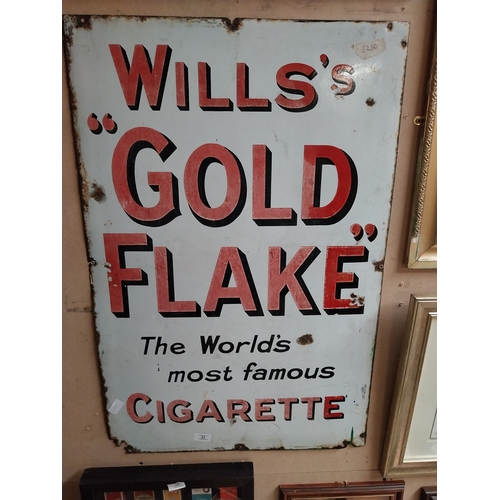 WILLS'S
"GOLD
FLAKE"
The World's
most famous
CIGARETTE